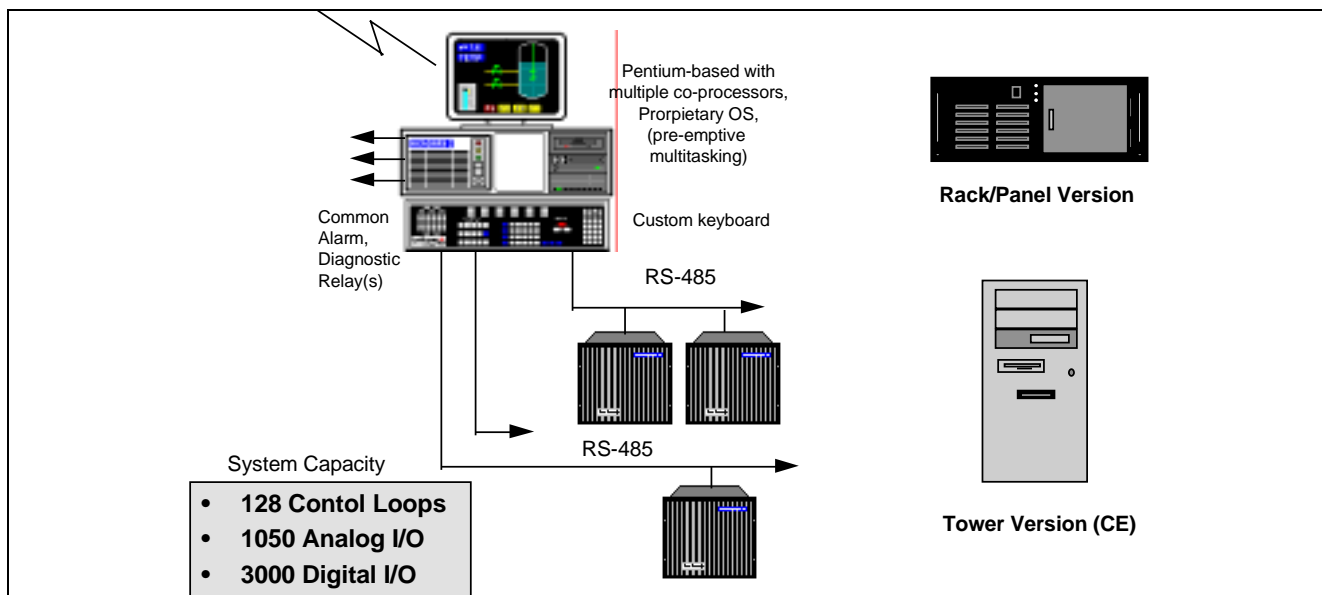 Pentium-based with
multiple co-processors,
Prorpietary OS,
(pre-emptive
multitasking)
Rack/Panel Version
Common
Alarm,
Diagnostic
Relay(s)
Custom keyboard
RS-485
RS-485
System Capacity
• 128 Contol Loops
• 1050 Analog I/O
• 3000 Digital I/O
Tower Version (CE)